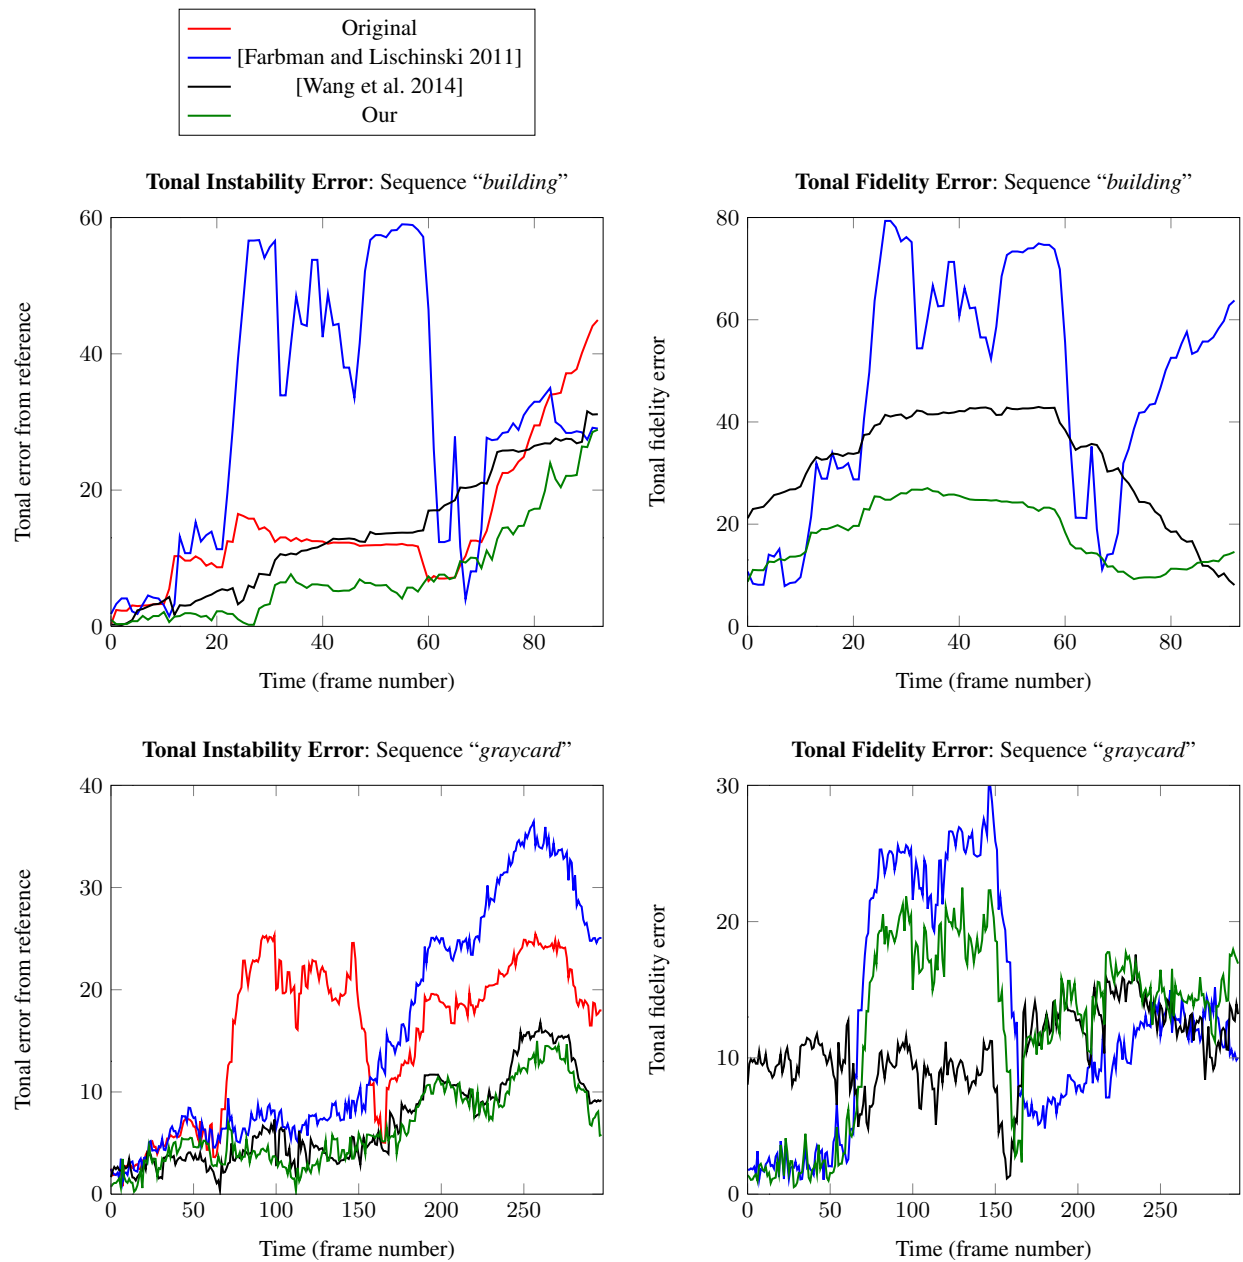 Original
[Farbman and Lischinski 2011]
[Wang et al. 2014]
Our
Tonal Instability Error: Sequence “building”
60
40
20
0
0 20 40 60 80
Tonal error from reference
Time (frame number)
Tonal Fidelity Error: Sequence “building”
80
60
40
20
0
0 20 40 60 80
Tonal fidelity error
Time (frame number)
Tonal Instability Error: Sequence “graycard”
40
30
20
10
0
0 50 100 150 200 250
Tonal error from reference
Time (frame number)
Tonal Fidelity Error: Sequence “graycard”
30
20
10
0
0 50 100 150 200 250
Tonal fidelity error
Time (frame number)